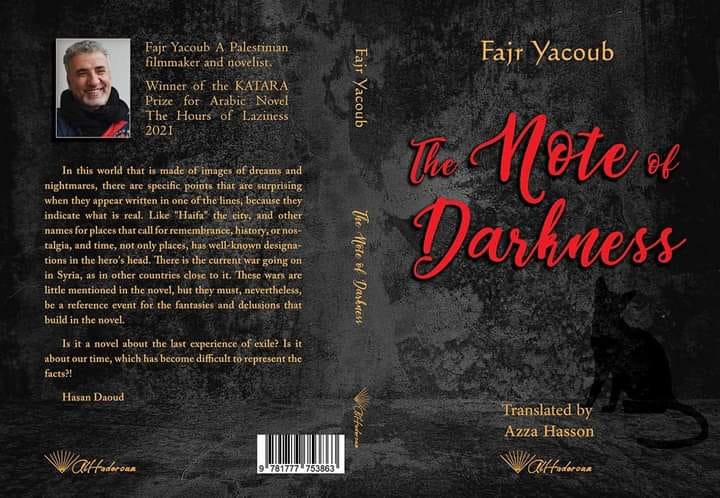 Fajr Yacoub A Palestinian
filmmaker and novelist.
Winner of the KATARA
Prize for Arabic Novel
The Hours of Laziness
2021
In this world that is made of images of dreams and
nightmares, there are specific points that are surprising
when they appear written in one of the lines, because they
indicate what is real. Like "Haifa" the city, and other
names for places that call for remembrance, history, or nos-
talgia, and time, not only places, has well-known designa-
tions in the hero's head. There is the current war going on
in Syria, as in other countries close to it. These wars are
little mentioned in the novel, but they must, nevertheless,
be a reference event for the fantasies and delusions that
build in the novel.
Is it a novel about the last experience of exile? Is it
about our time, which has become difficult to represent the
facts?!
Hasan Daoud
AlHaderoun
9 781777 753863
Fajr Yacoub
The Note of Darkness
AlHaderoun
Fajr Yacoub
The Note of
Darkness
Translated by
Azza Hasson
AlHaderoun